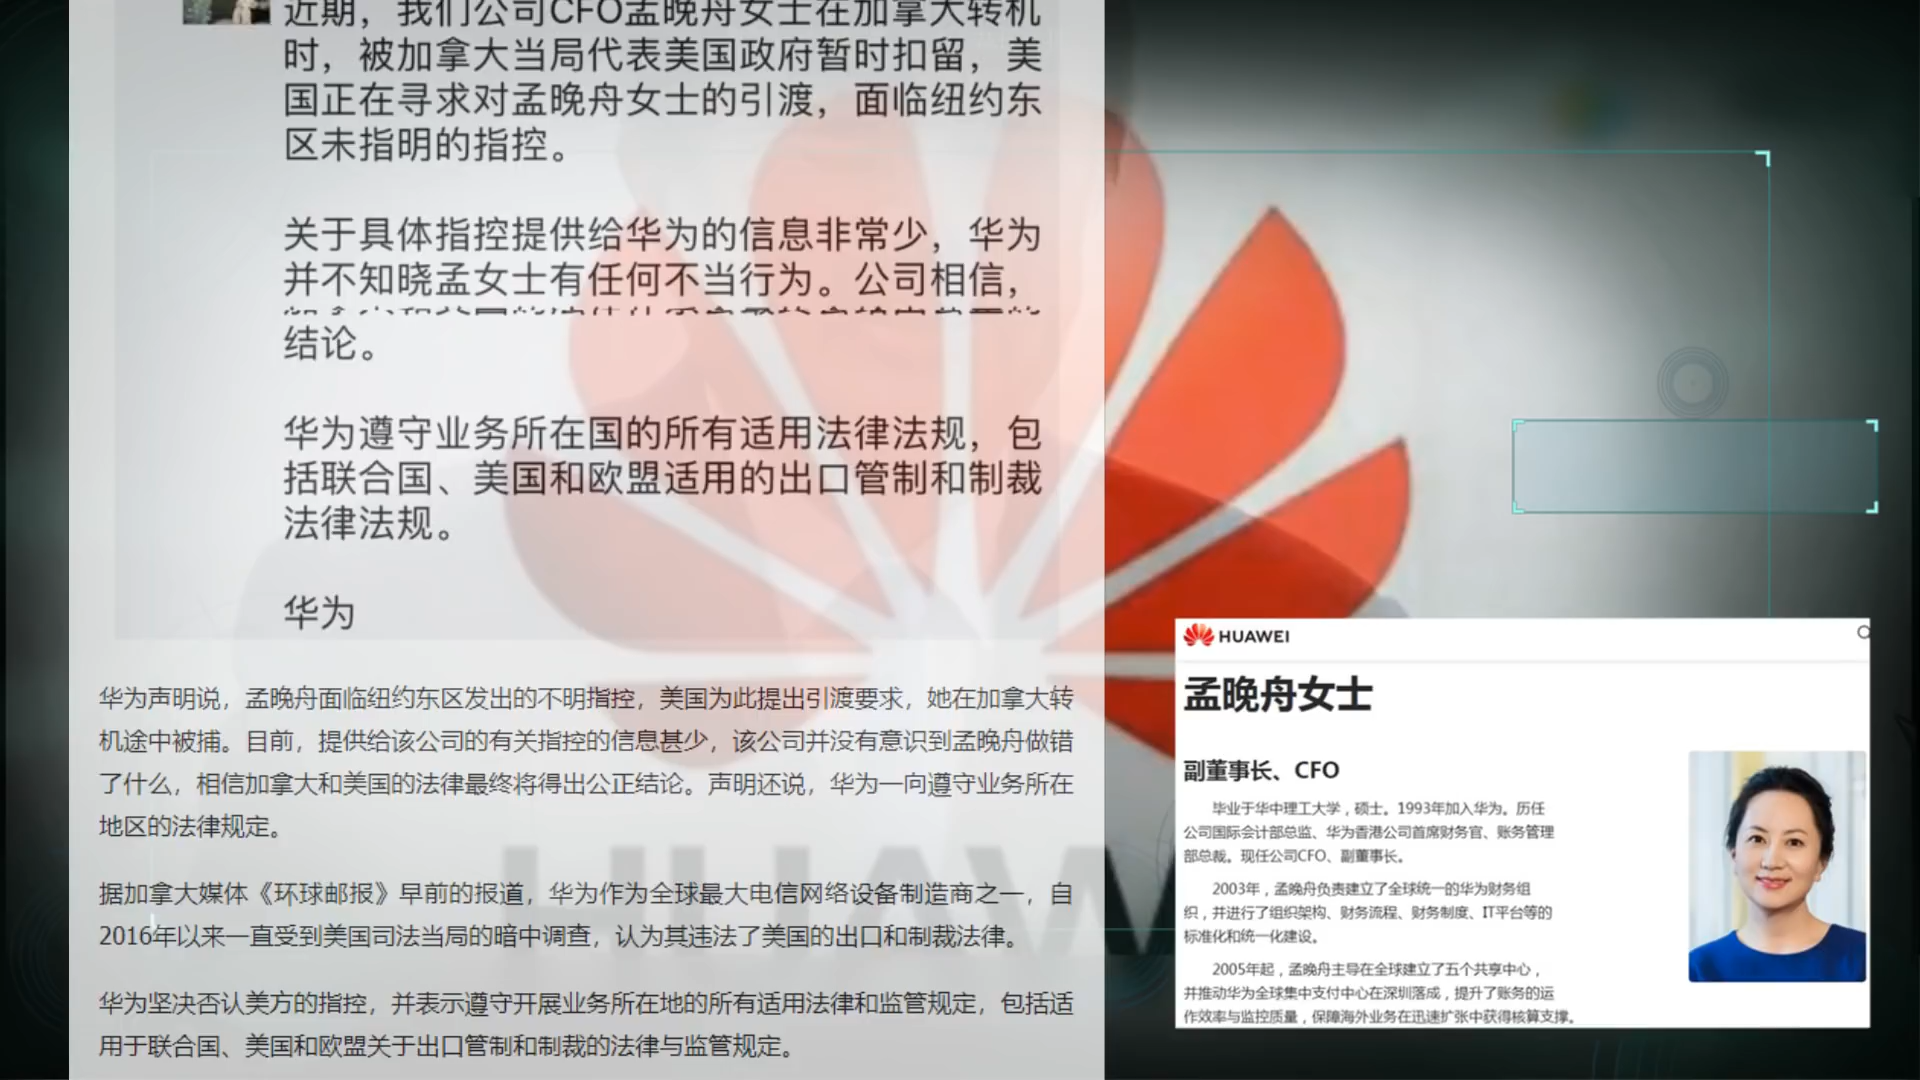 近期，我们公司CFO孟晚舟女士在加拿大转机
时，被加拿大当局代表美国政府暂时扣留，美
国正在寻求对孟晚舟女士的引渡，面临纽约东
区未指明的指控。
关于具体指控提供给华为的信息非常少，华为
并不知晓孟女士有任何不当行为。公司相信，
结论。
华为遵守业务所在国的所有适用法律法规，包
括联合国、美国和欧盟适用的出口管制和制裁
法律法规。
华为
华为声明说，孟晚舟面临纽约东区发出的不明指控，美国为此提出引渡要求，她在加拿大转
机途中被捕。目前，提供给该公司的有关指控的信息甚少，该公司并没有意识到孟晚舟做错
了什么，相信加拿大和美国的法律最终将得出公正结论。声明还说，华为一向遵守业务所在
地区的法律规定。
据加拿大媒体《环球邮报》早前的报道，华为作为全球最大电信网络设备制造商之一，自
2016年以来一直受到美国司法当局的暗中调查，认为其违法了美国的出口和制裁法律。
华为坚决否认美方的指控，并表示遵守开展业务所在地的所有适用法律和监管规定，包括适
用于联合国、美国和欧盟关于出口管制和制裁的法律与监管规定。
HUAW
HUAWEI
孟晚舟女士
副董事长、CFO
毕业于华中理工大学，硕士。1993年加入华为。历任
公司国际会计部总监、华为香港公司首席财务官、账务管理
部总裁。现任公司CFO、副董事长。
2003年，孟晚舟负责建立了全球统一的华为财务组
织，并进行了组织架构、财务流程、财务制度、IT平台等的
标准化和统一化建设。
2005年起，孟晚舟主导在全球建立了五个共享中心，
并推动华为全球集中支付中心在深圳落成，提升了账务的运
作效率与监控质量，保障海外业务在迅速扩张中获得核算支撑。